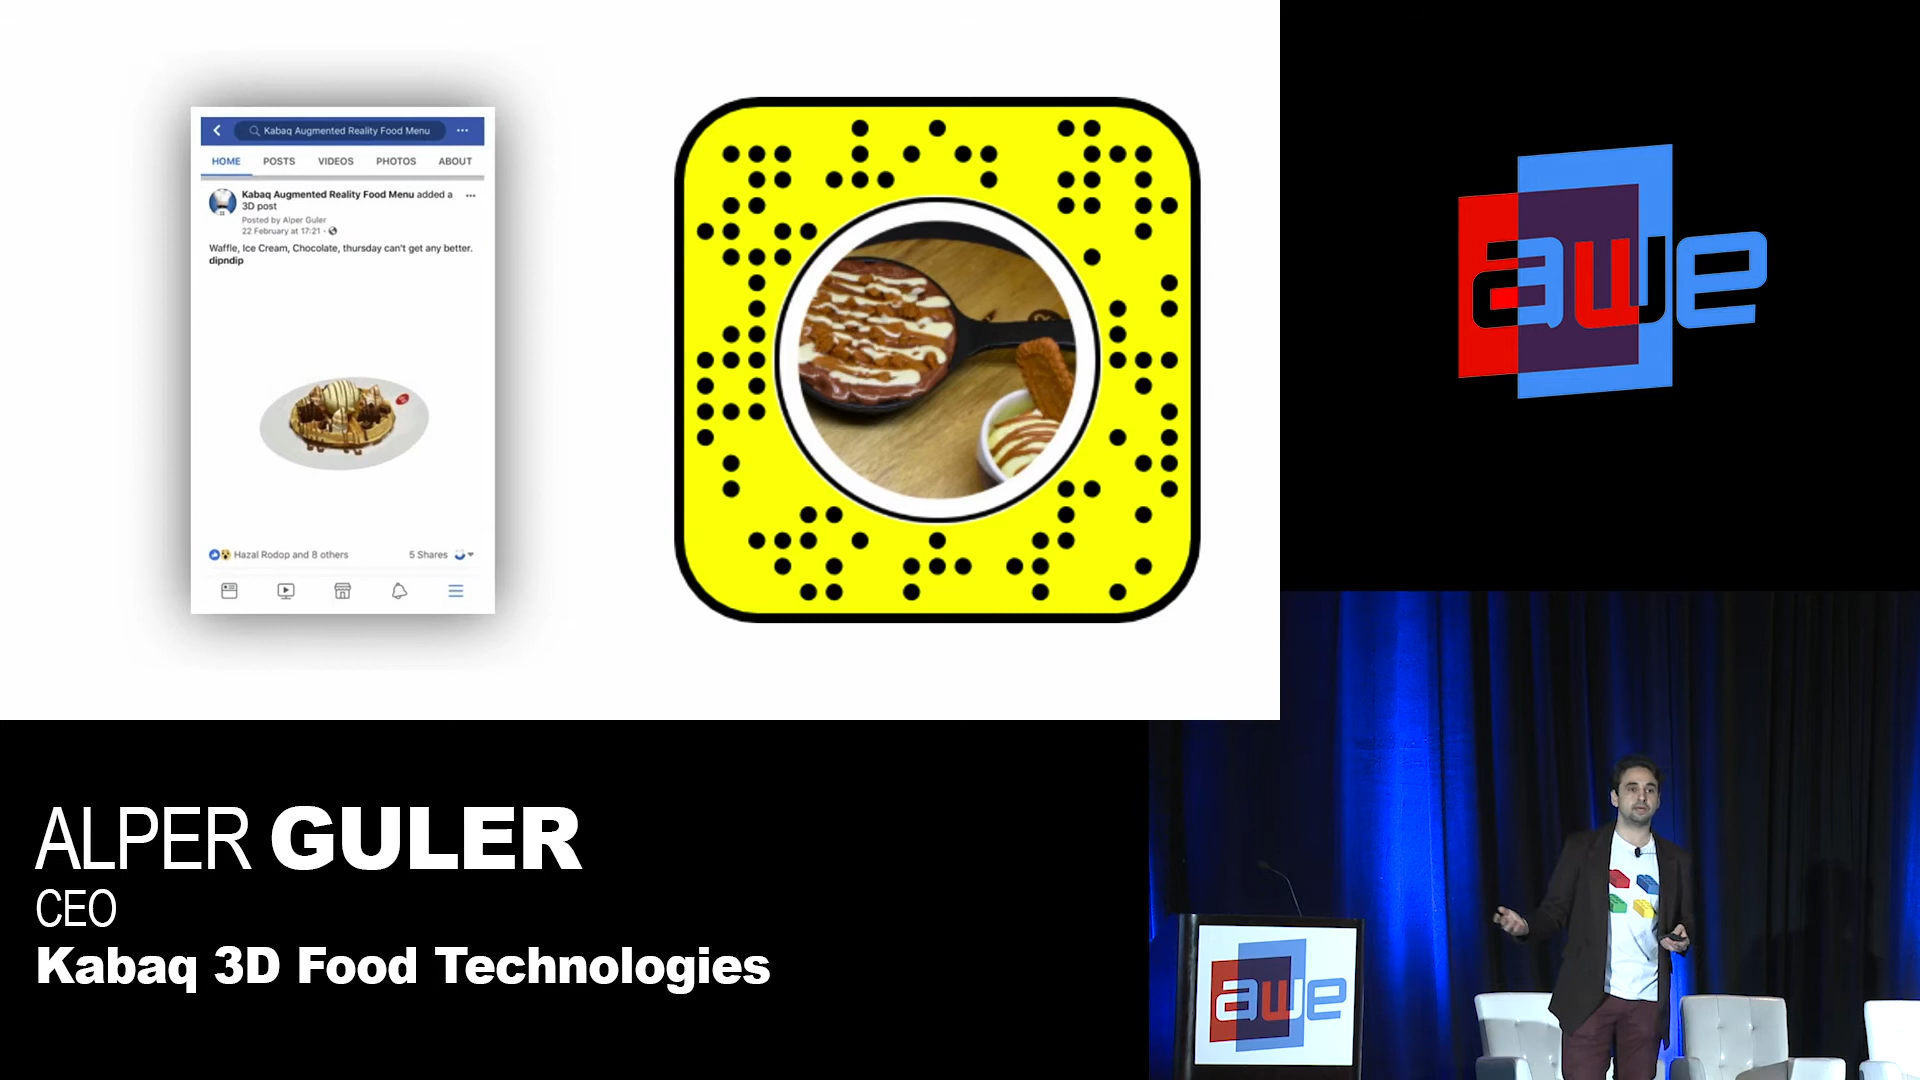 Kabaq Augmented Reality Food Menu
HOME POSTS VIDEOS PHOTOS ABOUT
Kabaq Augmented Reality Food Menu added a
3D post
Posted by Alper Guler
22 February at 17:21
Waffle, Ice Cream, Chocolate, thursday can't get any better.
dipndip
Hazal Rodop and 8 others 5 Shares
awe
ALPER GULER
CEO
Kabaq 3D Food Technologies
awe